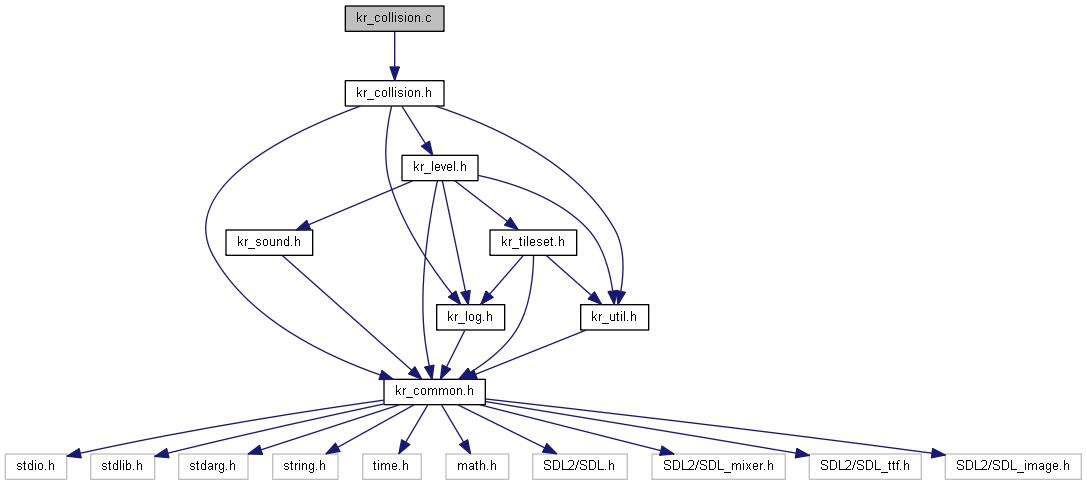 kr_collision.c
kr_collision.h
kr_level.h
kr_sound.h
kr_tileset.h
kr_log.h
kr_util.h
kr_common.h
stdio.h
stdlib.h
stdarg.h
string.h
time.h
math.h
SDL2/SDL.h
SDL2/SDL_mixer.h
SDL2/SDL_ttf.h
SDL2/SDL_image.h